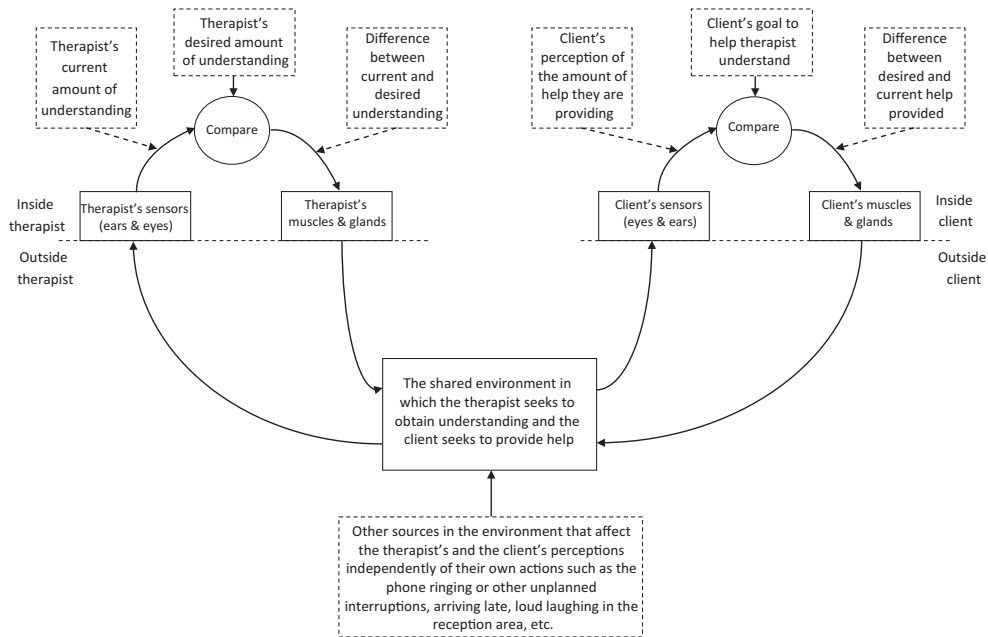 Therapist's
current
amount of
understanding
Therapist's
desired amount
of understanding
Difference
between
current and
desired
understanding
Compare
Therapist's sensors
(ears & eyes)
Therapist's
muscles & glands
Inside
therapist
Outside
therapist
Client's
perception
of the
amount of
help they are
providing
Client's goal to
help therapist
understand
Difference
between
desired and
current help
provided
Compare
Client's sensors
(eyes & ears)
Client's muscles
& glands
Inside
client
Outside
client
The shared environment in
which the therapist seeks to
obtain understanding and the
client seeks to provide help
Other sources in the environment that affect
the therapist's and the client's perceptions
independently of their own actions such as the
phone ringing or other unplanned
interruptions, arriving late, loud laughing in the
reception area, etc.